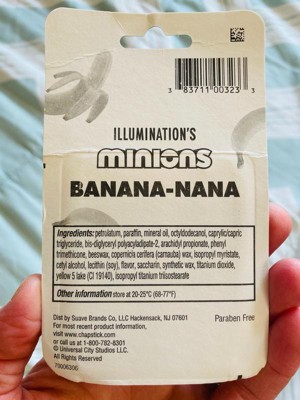 3 83711 00323 3
ILLUMINATION'S
minions
BANANA-NANA
Ingredients: petrulatum, paraffin, mineral oil, octyldodecanol, caprylic/capric
triglyceride, bis-diglyceryl polyacyladipate-2, arachidyl propionate, phenyl
trimethicone, beeswax, copernicia cerifera (carnauba) wax, isopropyl myristate,
cetyl alcohol, lecithin (soy), flavor, saccharin, synthetic wax, titanium dioxide,
yellow 5 lake (CI 19140), isopropyl titanium triisostearate
Other information store at 20-25°C (68-77°F)
Dist by Suave Brands Co, LLC Hackensack, NJ 07601
For most recent product information, Paraben Free
visit www.chapstick.com
or call us at 1-800-782-8301
© Universal City Studios LLC.
All Rights Reserved
70006306